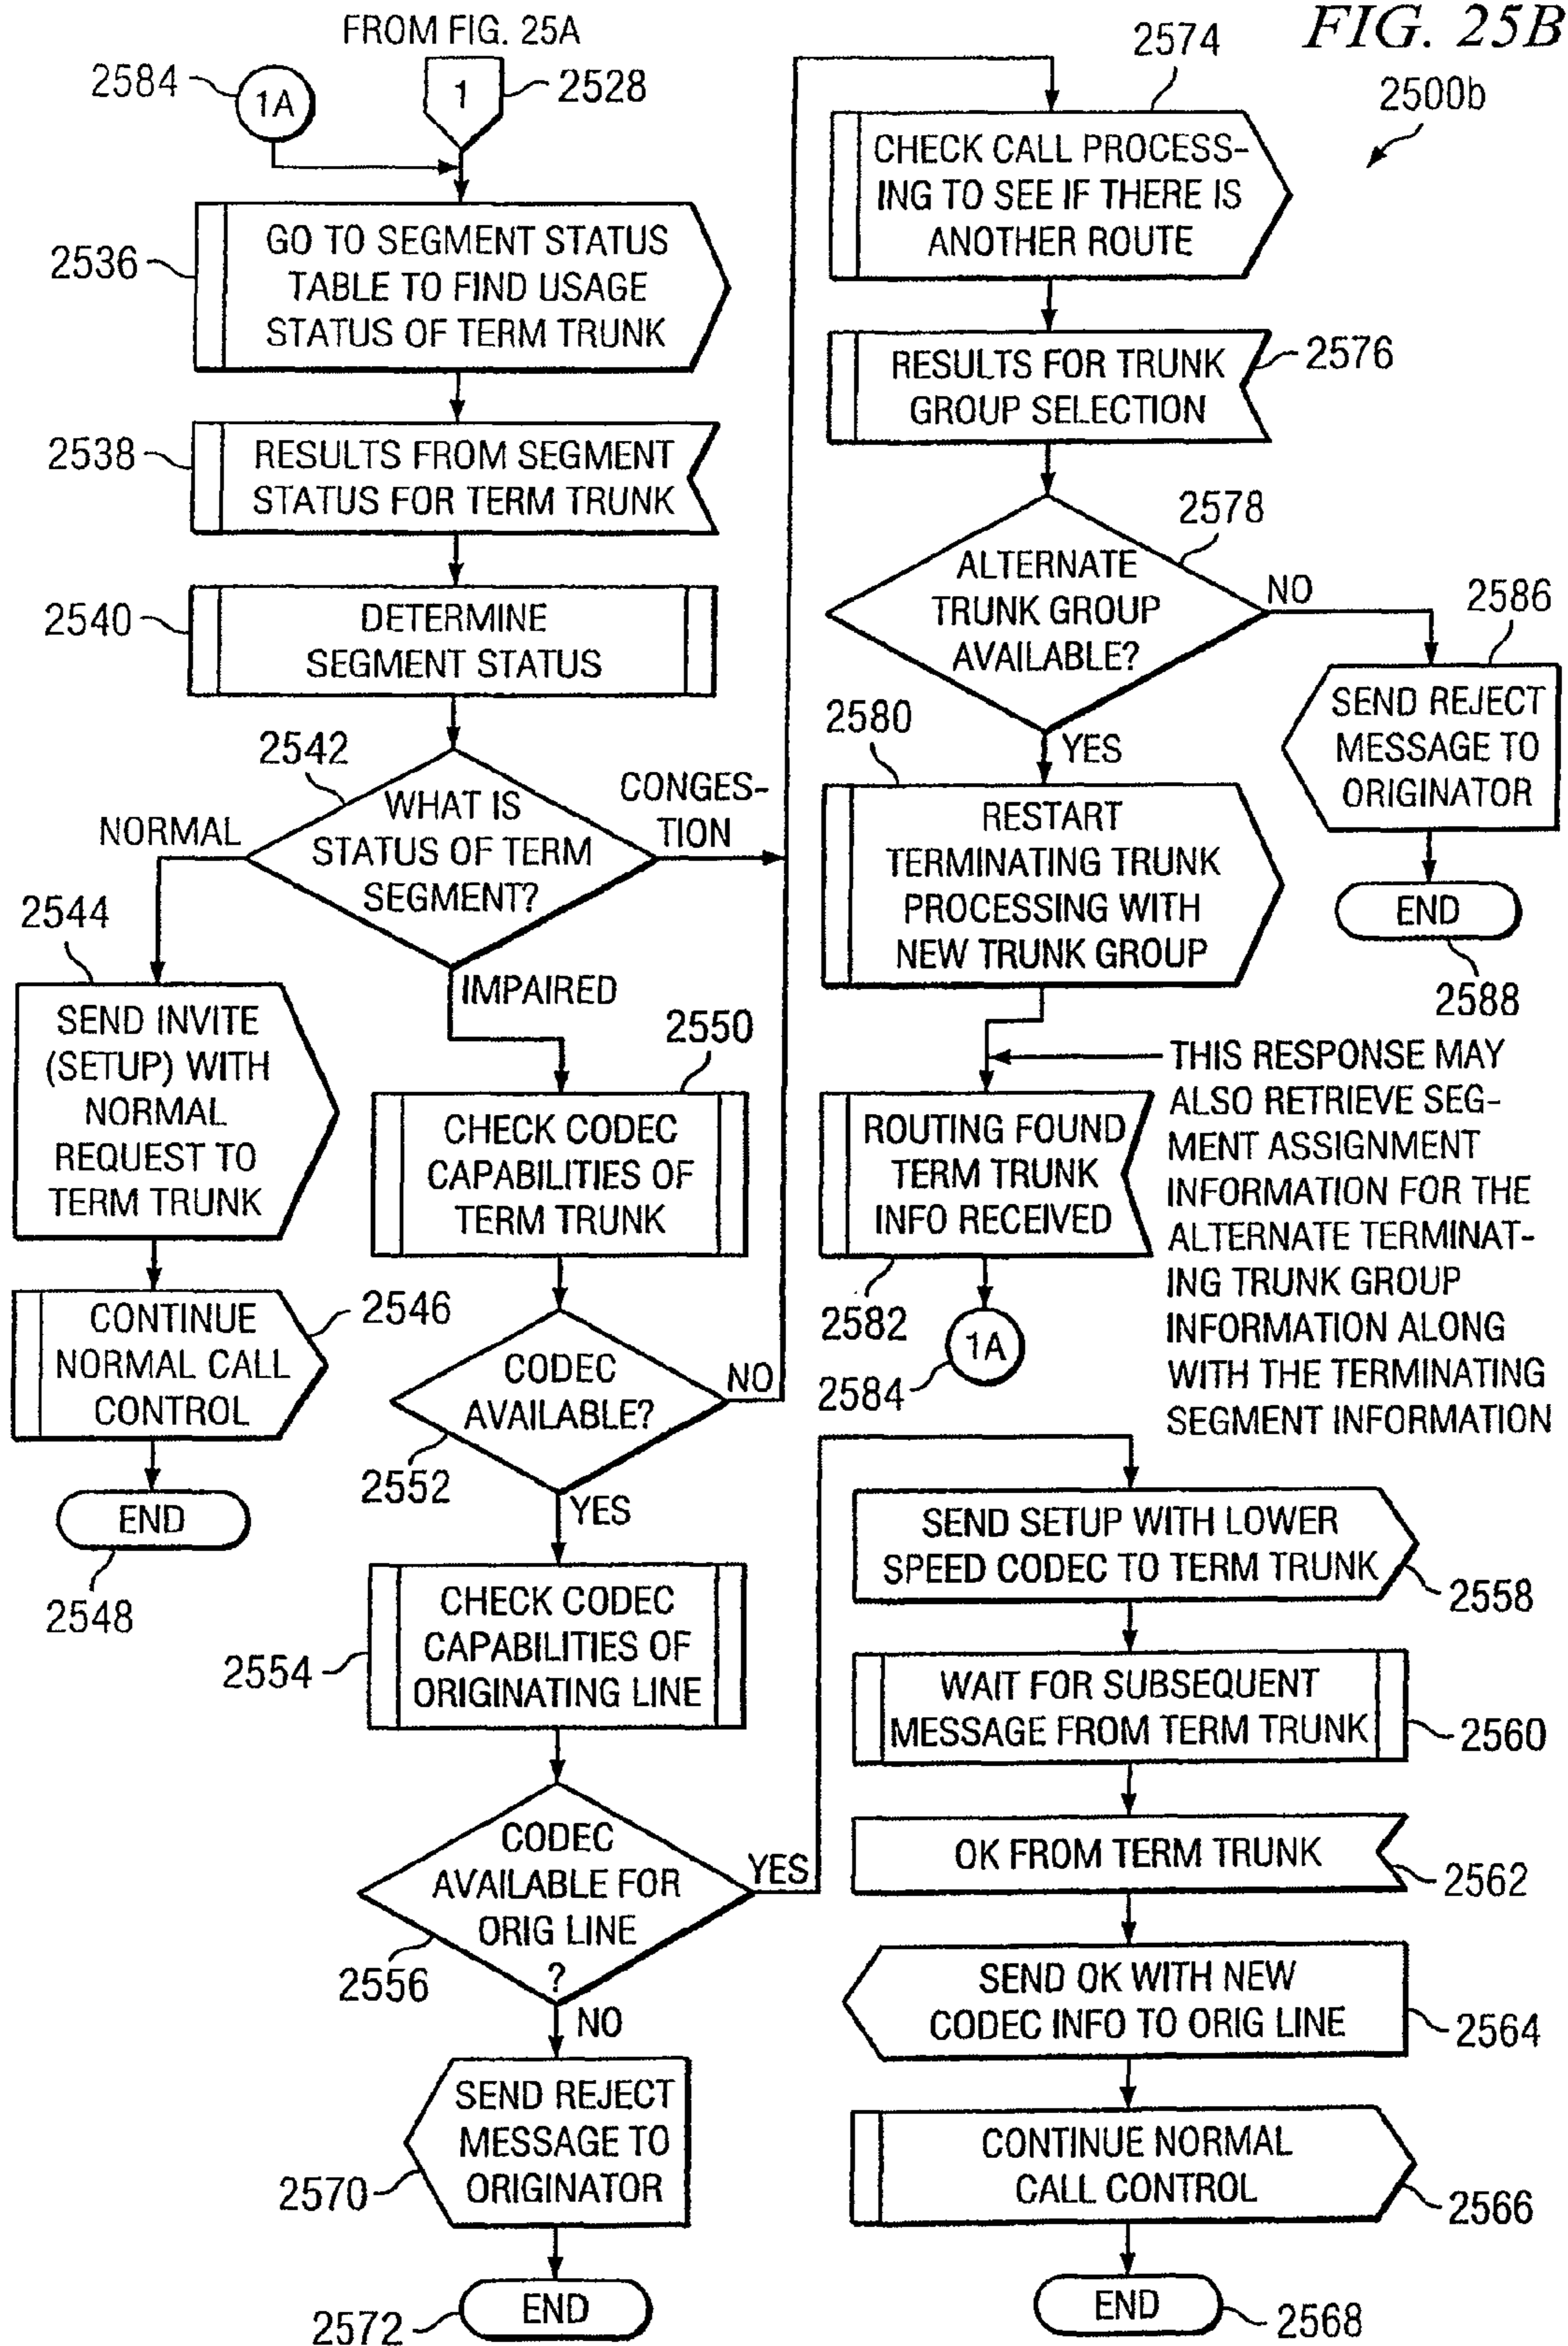 FIG. 25B
2500b
FROM FIG. 25A
2584
1A
1
2528
2536
GO TO SEGMENT STATUS
TABLE TO FIND USAGE
STATUS OF TERM TRUNK
2538
RESULTS FROM SEGMENT
STATUS FOR TERM TRUNK
2540
DETERMINE
SEGMENT STATUS
2542
WHAT IS
STATUS OF TERM
SEGMENT?
NORMAL
CONGES-
TION
IMPAIRED
2544
SEND INVITE
(SETUP) WITH
NORMAL
REQUEST TO
TERM TRUNK
2546
CONTINUE
NORMAL CALL
CONTROL
END
2548
2550
CHECK CODEC
CAPABILITIES OF
TERM TRUNK
CODEC
AVAILABLE?
NO
2552
YES
2554
CHECK CODEC
CAPABILITIES OF
ORIGINATING LINE
CODEC
AVAILABLE FOR
ORIG LINE
?
YES
2556
NO
SEND REJECT
MESSAGE TO
ORIGINATOR
2570
END
2572
2574
CHECK CALL PROCESS-
ING TO SEE IF THERE IS
ANOTHER ROUTE
RESULTS FOR TRUNK
GROUP SELECTION
2576
2578
ALTERNATE
TRUNK GROUP
AVAILABLE?
NO
2586
SEND REJECT
MESSAGE TO
ORIGINATOR
END
2588
YES
2580
RESTART
TERMINATING TRUNK
PROCESSING WITH
NEW TRUNK GROUP
THIS RESPONSE MAY
ALSO RETRIEVE SEG-
MENT ASSIGNMENT
INFORMATION FOR THE
ALTERNATE TERMINAT-
ING TRUNK GROUP
INFORMATION ALONG
WITH THE TERMINATING
SEGMENT INFORMATION
ROUTING FOUND
TERM TRUNK
INFO RECEIVED
2582
1A
2584
SEND SETUP WITH LOWER
SPEED CODEC TO TERM TRUNK
2558
WAIT FOR SUBSEQUENT
MESSAGE FROM TERM TRUNK
2560
OK FROM TERM TRUNK
2562
SEND OK WITH NEW
CODEC INFO TO ORIG LINE
2564
CONTINUE NORMAL
CALL CONTROL
2566
END
2568